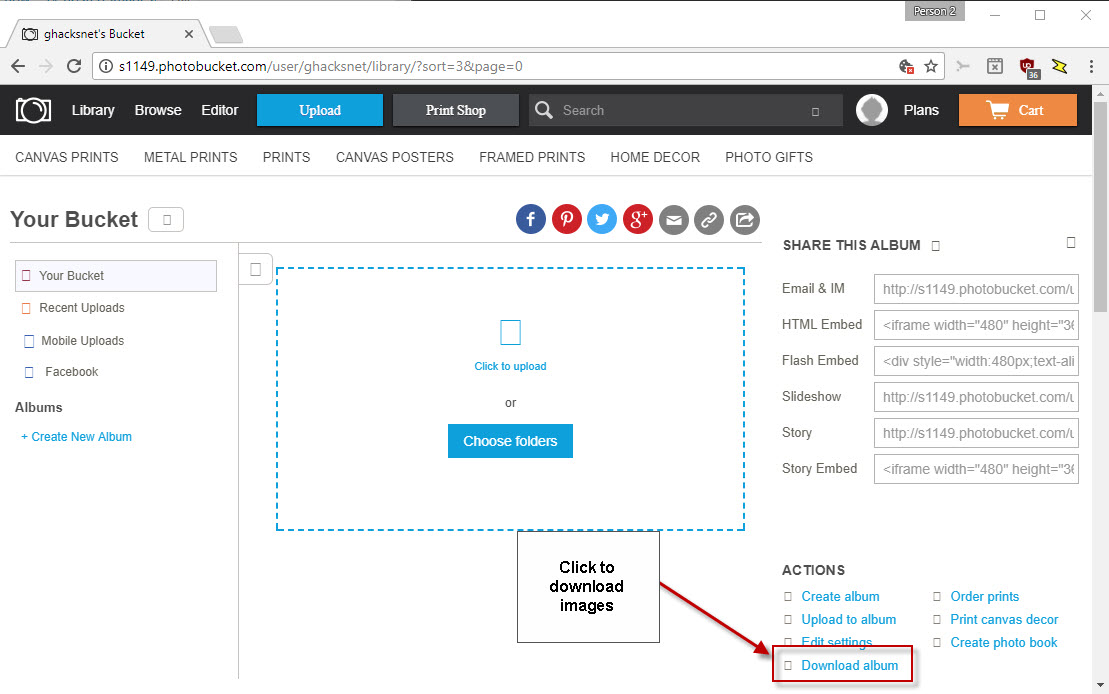 Person 2
ghacksnet's Bucket
s1149.photobucket.com/user/ghacksnet/library/?sort=3&page=0
36
Library Browse Editor Upload Print Shop Search Plans Cart
CANVAS PRINTS METAL PRINTS PRINTS CANVAS POSTERS FRAMED PRINTS HOME DECOR PHOTO GIFTS
Your Bucket
Your Bucket
Recent Uploads
Mobile Uploads
Facebook
Albums
+ Create New Album
Click to upload
or
Choose folders
Click to
download
images
SHARE THIS ALBUM
Email & IM http://s1149.photobucket.com/u
HTML Embed <iframe width="480" height="36
Flash Embed <div style="width:480px;text-ali
Slideshow http://s1149.photobucket.com/u
Story http://s1149.photobucket.com/u
Story Embed <iframe width="480" height="36
ACTIONS
Create album Order prints
Upload to album Print canvas decor
Edit settings Create photo book
Download album